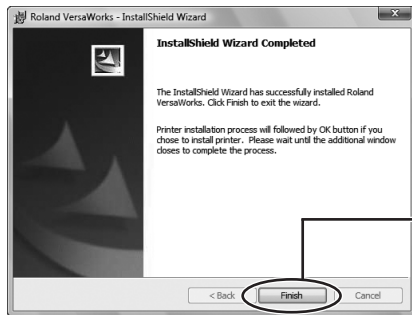 Roland VersaWorks - InstallShield Wizard
InstallShield Wizard Completed
The InstallShield Wizard has successfully installed Roland
VersaWorks. Click Finish to exit the wizard.
Printer installation process will followed by OK button if you
chose to install printer. Please wait until the additional window
closes to complete the process.
< Back
Finish
Cancel